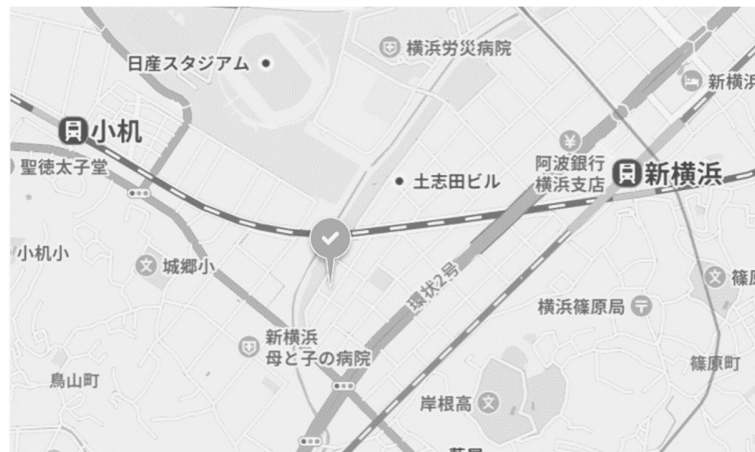 日産スタジアム
横浜労災病院
新横浜
小机
聖徳太子堂
阿波銀行
横浜支店
新横浜
土志田ビル
小机小
城郷小
環状2号
横浜篠原局
篠原
新横浜
母と子の病院
鳥山町
篠原町
岸根高